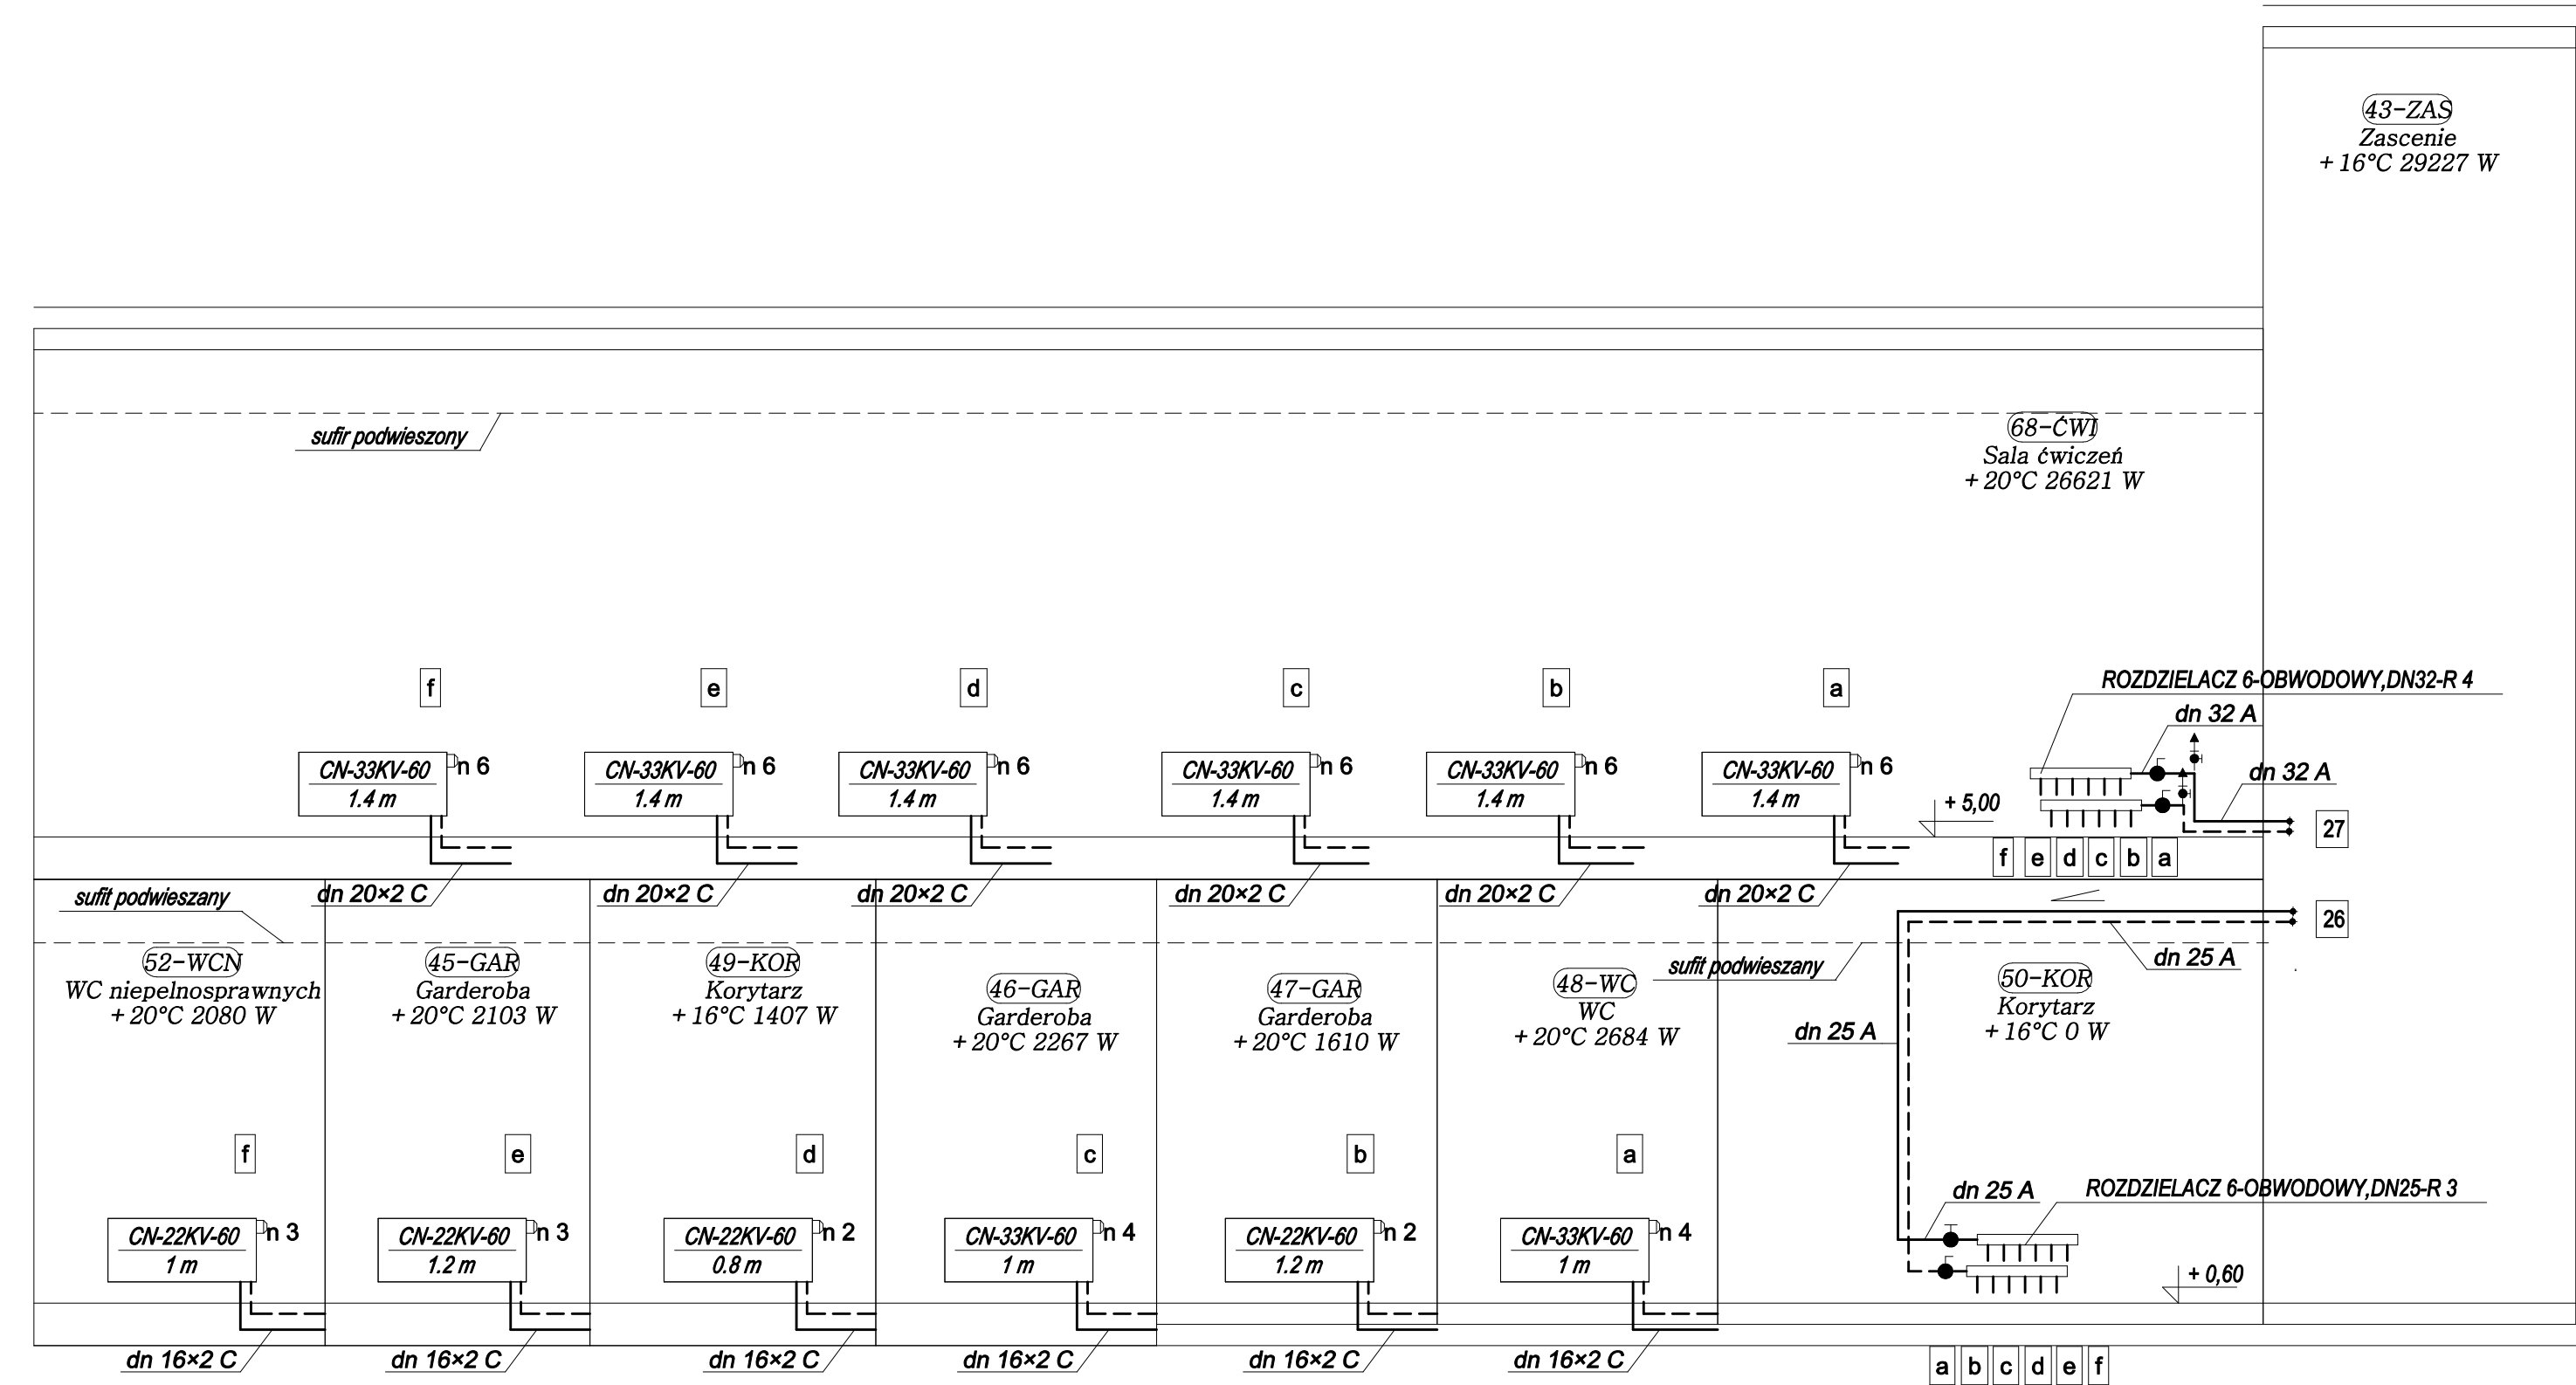 43-ZAS
Zascenie
+16°C 29227 W
sufir podwieszony
68-ĆWI
Sala ćwiczeń
+20°C 26621 W
f
e
d
c
b
a
ROZDZIELACZ 6-OBWODOWY,DN32-R 4
dn 32 A
dn 32 A
CN-33KV-60
1.4 m
n 6
CN-33KV-60
1.4 m
n 6
CN-33KV-60
1.4 m
n 6
CN-33KV-60
1.4 m
n 6
CN-33KV-60
1.4 m
n 6
CN-33KV-60
1.4 m
n 6
+ 5,00
27
f e d c b a
dn 20×2 C
dn 20×2 C
dn 20×2 C
dn 20×2 C
dn 20×2 C
dn 20×2 C
sufit podwieszany
26
dn 25 A
sufit podwieszany
52-WCN
WC niepelnosprawnych
+20°C 2080 W
45-GAR
Garderoba
+20°C 2103 W
49-KOR
Korytarz
+16°C 1407 W
46-GAR
Garderoba
+20°C 2267 W
47-GAR
Garderoba
+20°C 1610 W
48-WC
WC
+20°C 2684 W
50-KOR
Korytarz
+16°C 0 W
dn 25 A
f
e
d
c
b
a
dn 25 A
ROZDZIELACZ 6-OBWODOWY,DN25-R 3
CN-22KV-60
1 m
n 3
CN-22KV-60
1.2 m
n 3
CN-22KV-60
0.8 m
n 2
CN-33KV-60
1 m
n 4
CN-22KV-60
1.2 m
n 2
CN-33KV-60
1 m
n 4
+ 0,60
dn 16×2 C
dn 16×2 C
dn 16×2 C
dn 16×2 C
dn 16×2 C
dn 16×2 C
a b c d e f